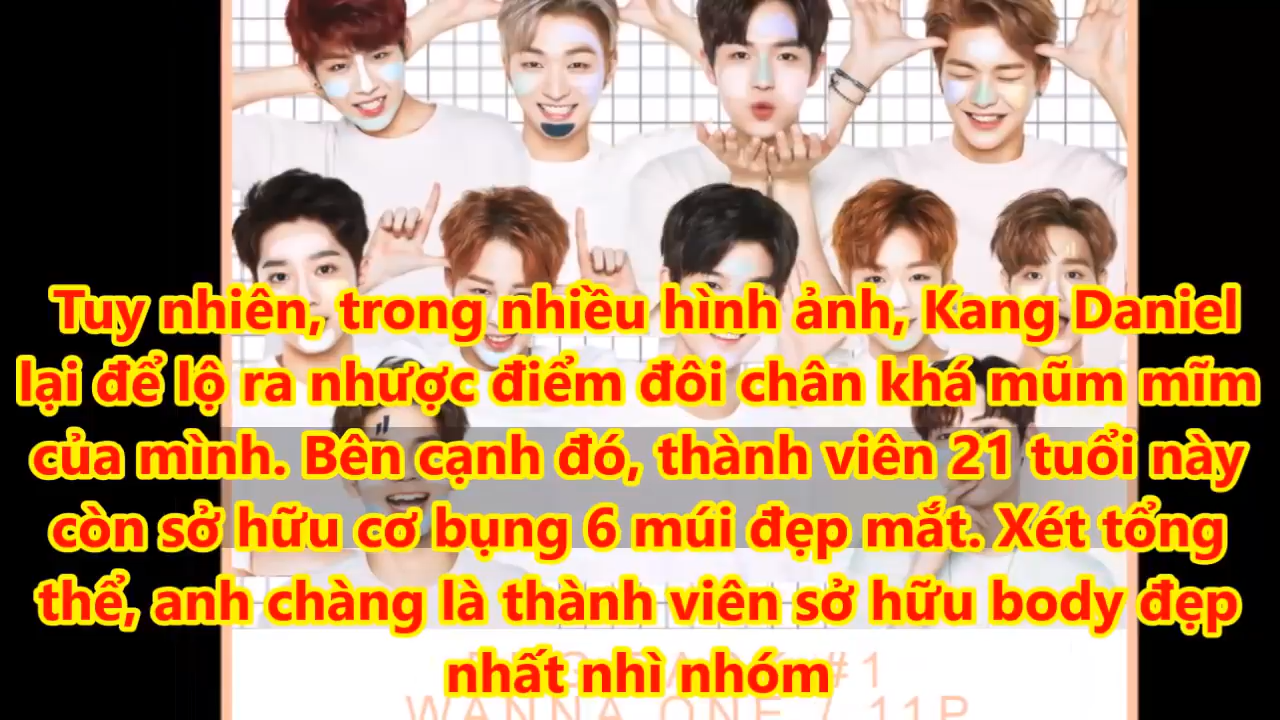 Tuy nhiên, trong nhiều hình ảnh, Kang Daniel
lại để lộ ra nhược điểm đôi chân khá mũm mĩm
của mình. Bên cạnh đó, thành viên 21 tuổi này
còn sở hữu cơ bụng 6 múi đẹp mắt. Xét tổng
thể, anh chàng là thành viên sở hữu body đẹp
nhất nhì nhóm
#1
WANNA ONE / 11P